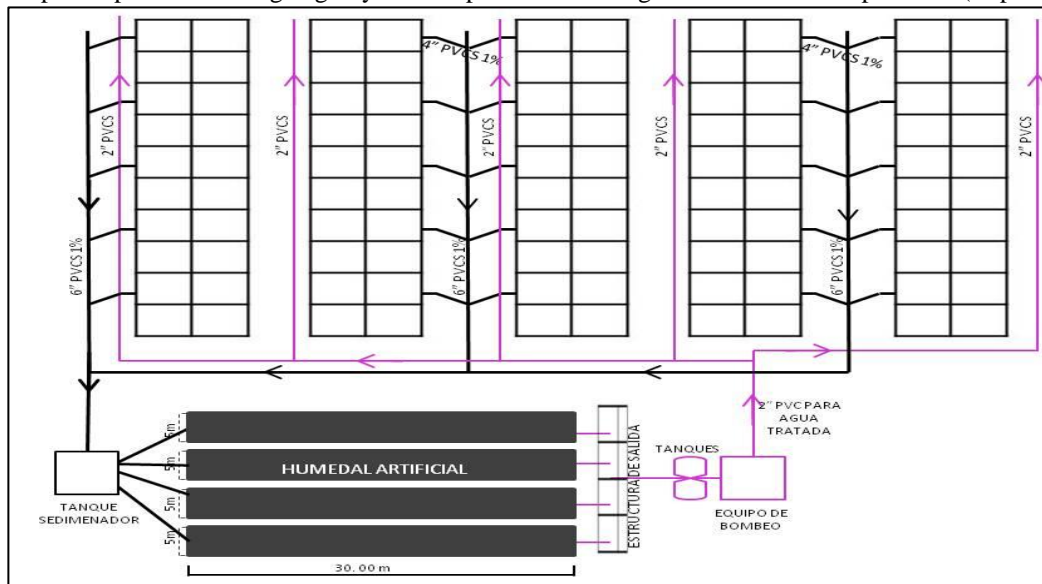 4" PVCS 1%
4" PVCS 1%
2" PVCS
2" PVCS
2" PVCS
2" PVCS
2" PVCS
6" PVCS 1%
6" PVCS 1%
6" PVCS 1%
2" PVC PARA
AGUA
TRATADA
5m
5m
5m
5m
HUMEDAL ARTIFICIAL
ESTRUCTURA DE SALIDA
TANQUES
TANQUE
SEDIMENADOR
EQUIPO DE
BOMBEO
30.00 m